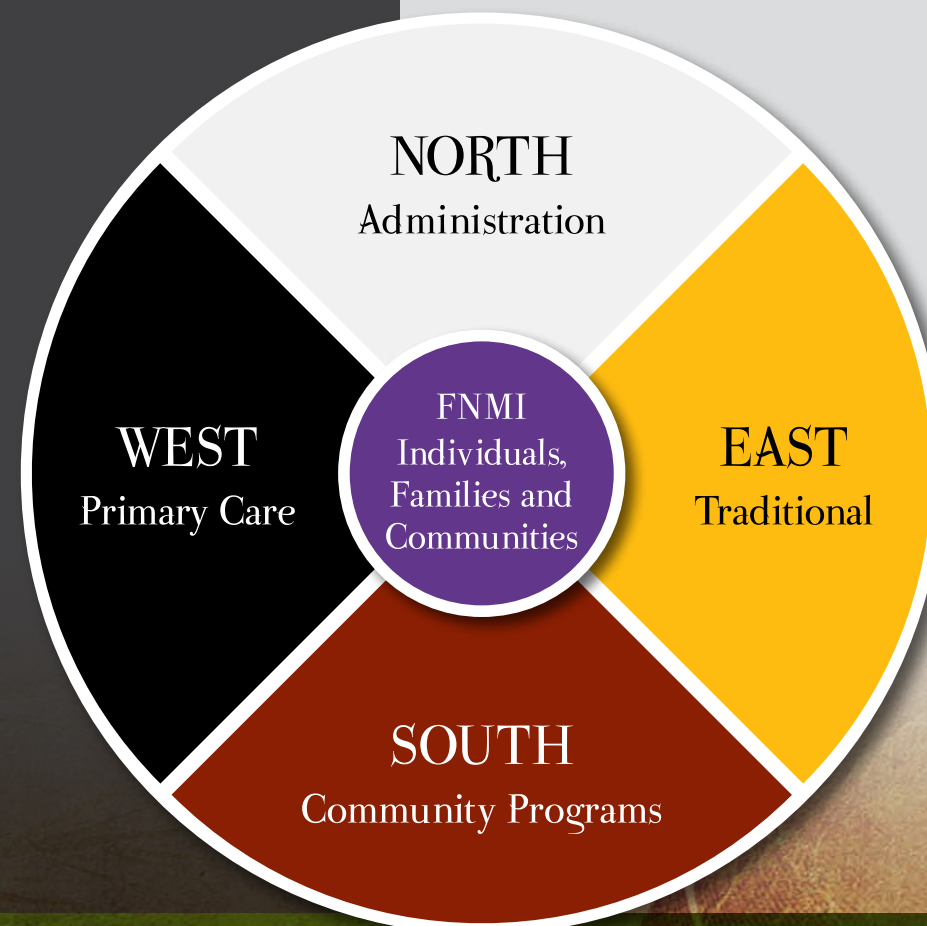 NORTH
Administration
WEST
Primary Care
FNMI
Individuals,
Families and
Communities
EAST
Traditional
SOUTH
Community Programs